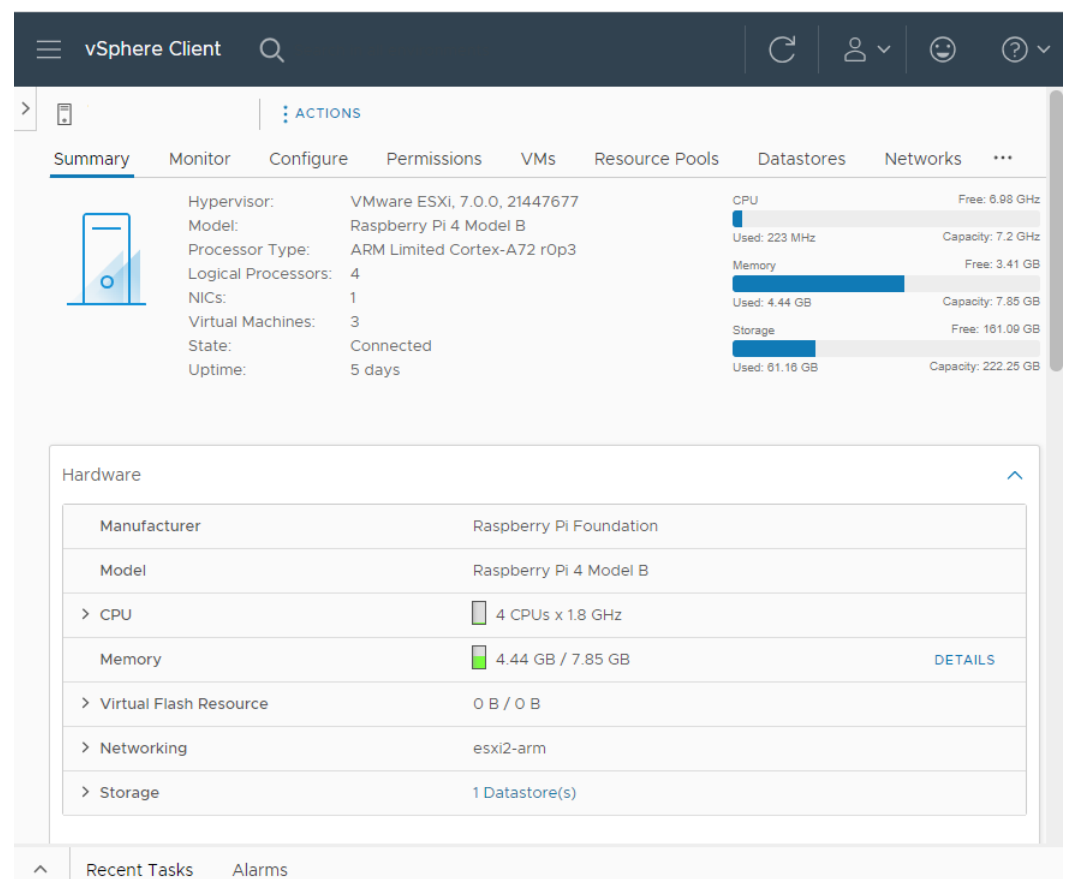 vSphere Client
ACTIONS
Summary Monitor Configure Permissions VMs Resource Pools Datastores Networks ...
Hypervisor: VMware ESXi, 7.0.0, 21447677
Model: Raspberry Pi 4 Model B
Processor Type: ARM Limited Cortex-A72 r0p3
Logical Processors: 4
NICs: 1
Virtual Machines: 3
State: Connected
Uptime: 5 days
CPU Free: 6.98 GHz
Used: 223 MHz Capacity: 7.2 GHz
Memory Free: 3.41 GB
Used: 4.44 GB Capacity: 7.85 GB
Storage Free: 161.09 GB
Used: 61.16 GB Capacity: 222.25 GB
Hardware
Manufacturer Raspberry Pi Foundation
Model Raspberry Pi 4 Model B
CPU 4 CPUs x 1.8 GHz
Memory 4.44 GB / 7.85 GB DETAILS
Virtual Flash Resource 0 B / 0 B
Networking esxi2-arm
Storage 1 Datastore(s)
Recent Tasks Alarms